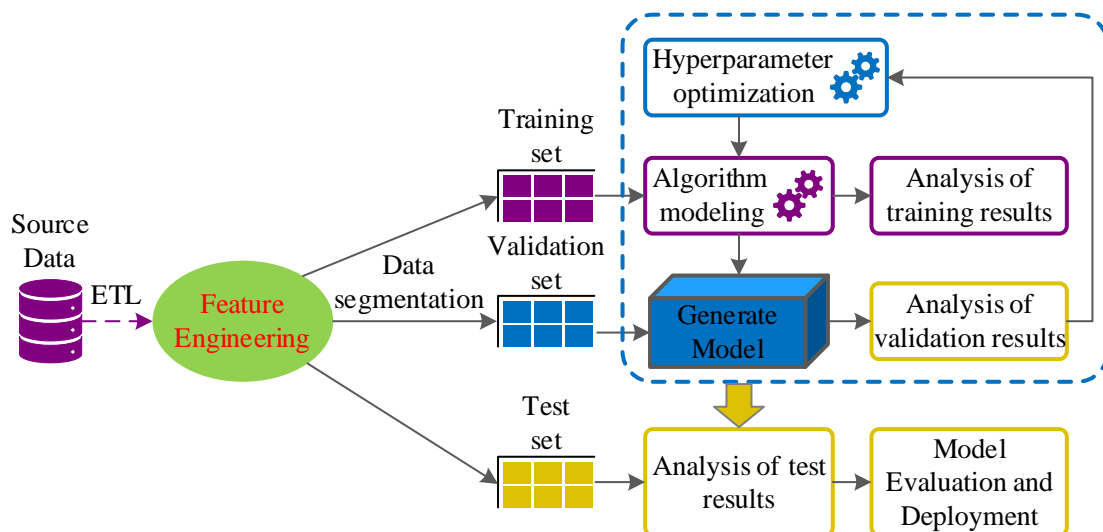 Hyperparameter
optimization
Training
set
Algorithm
modeling
Analysis of
training results
Source
Data
ETL
Feature
Engineering
Data
segmentation
Validation
set
Generate
Model
Analysis of
validation results
Test
set
Analysis of test
results
Model
Evaluation and
Deployment